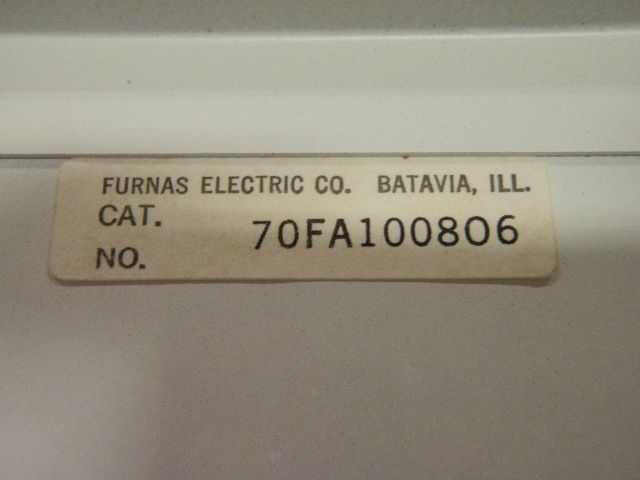 FURNAS ELECTRIC CO. BATAVIA, ILL.
CAT.
NO. 70FA100806